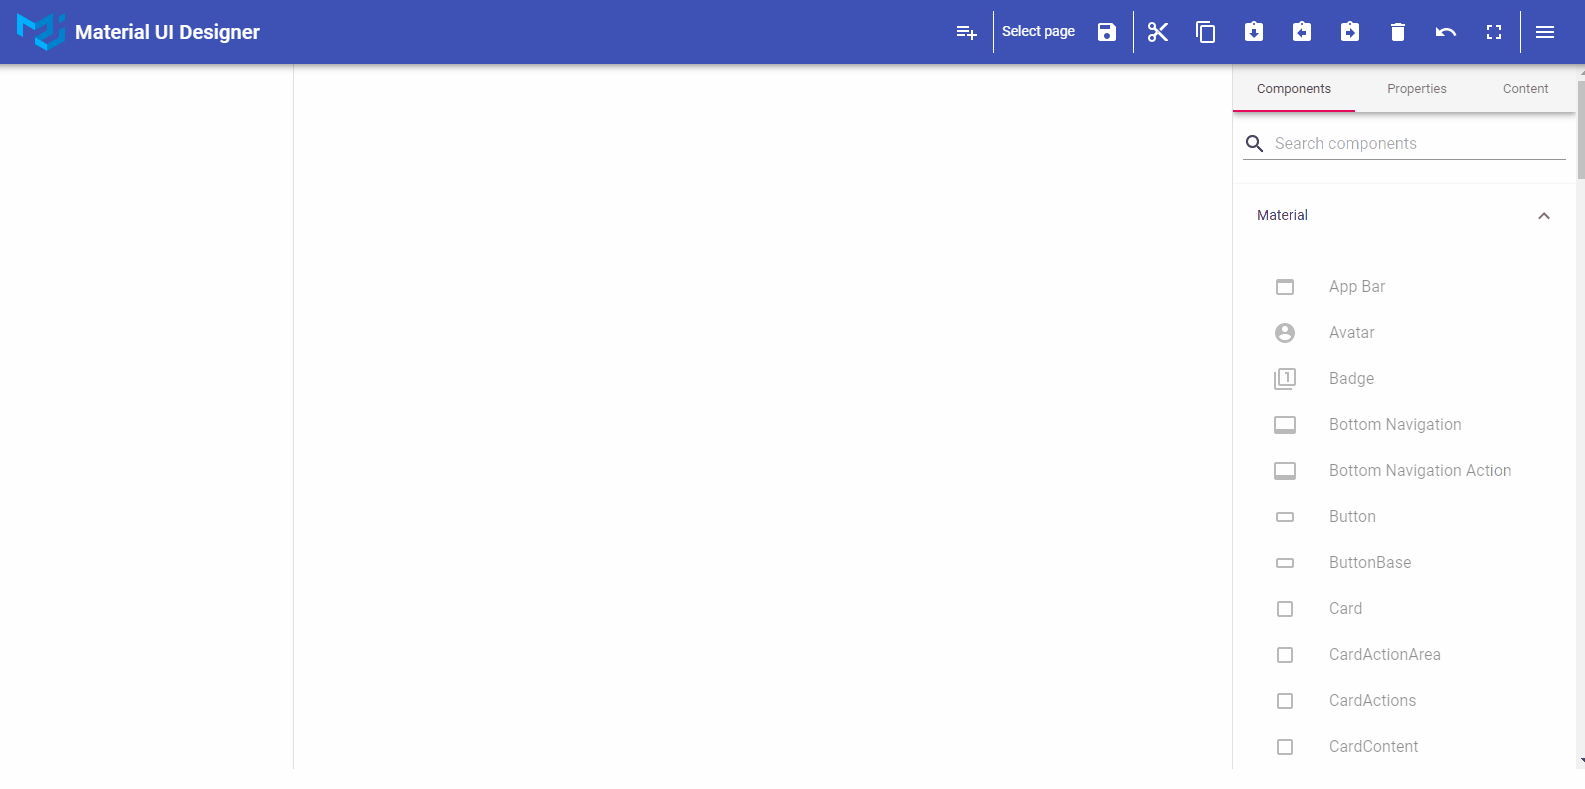 Material UI Designer
Select page
Components Properties Content
Search components
Material
App Bar
Avatar
1 Badge
Bottom Navigation
Bottom Navigation Action
Button
ButtonBase
Card
CardActionArea
CardActions
CardContent